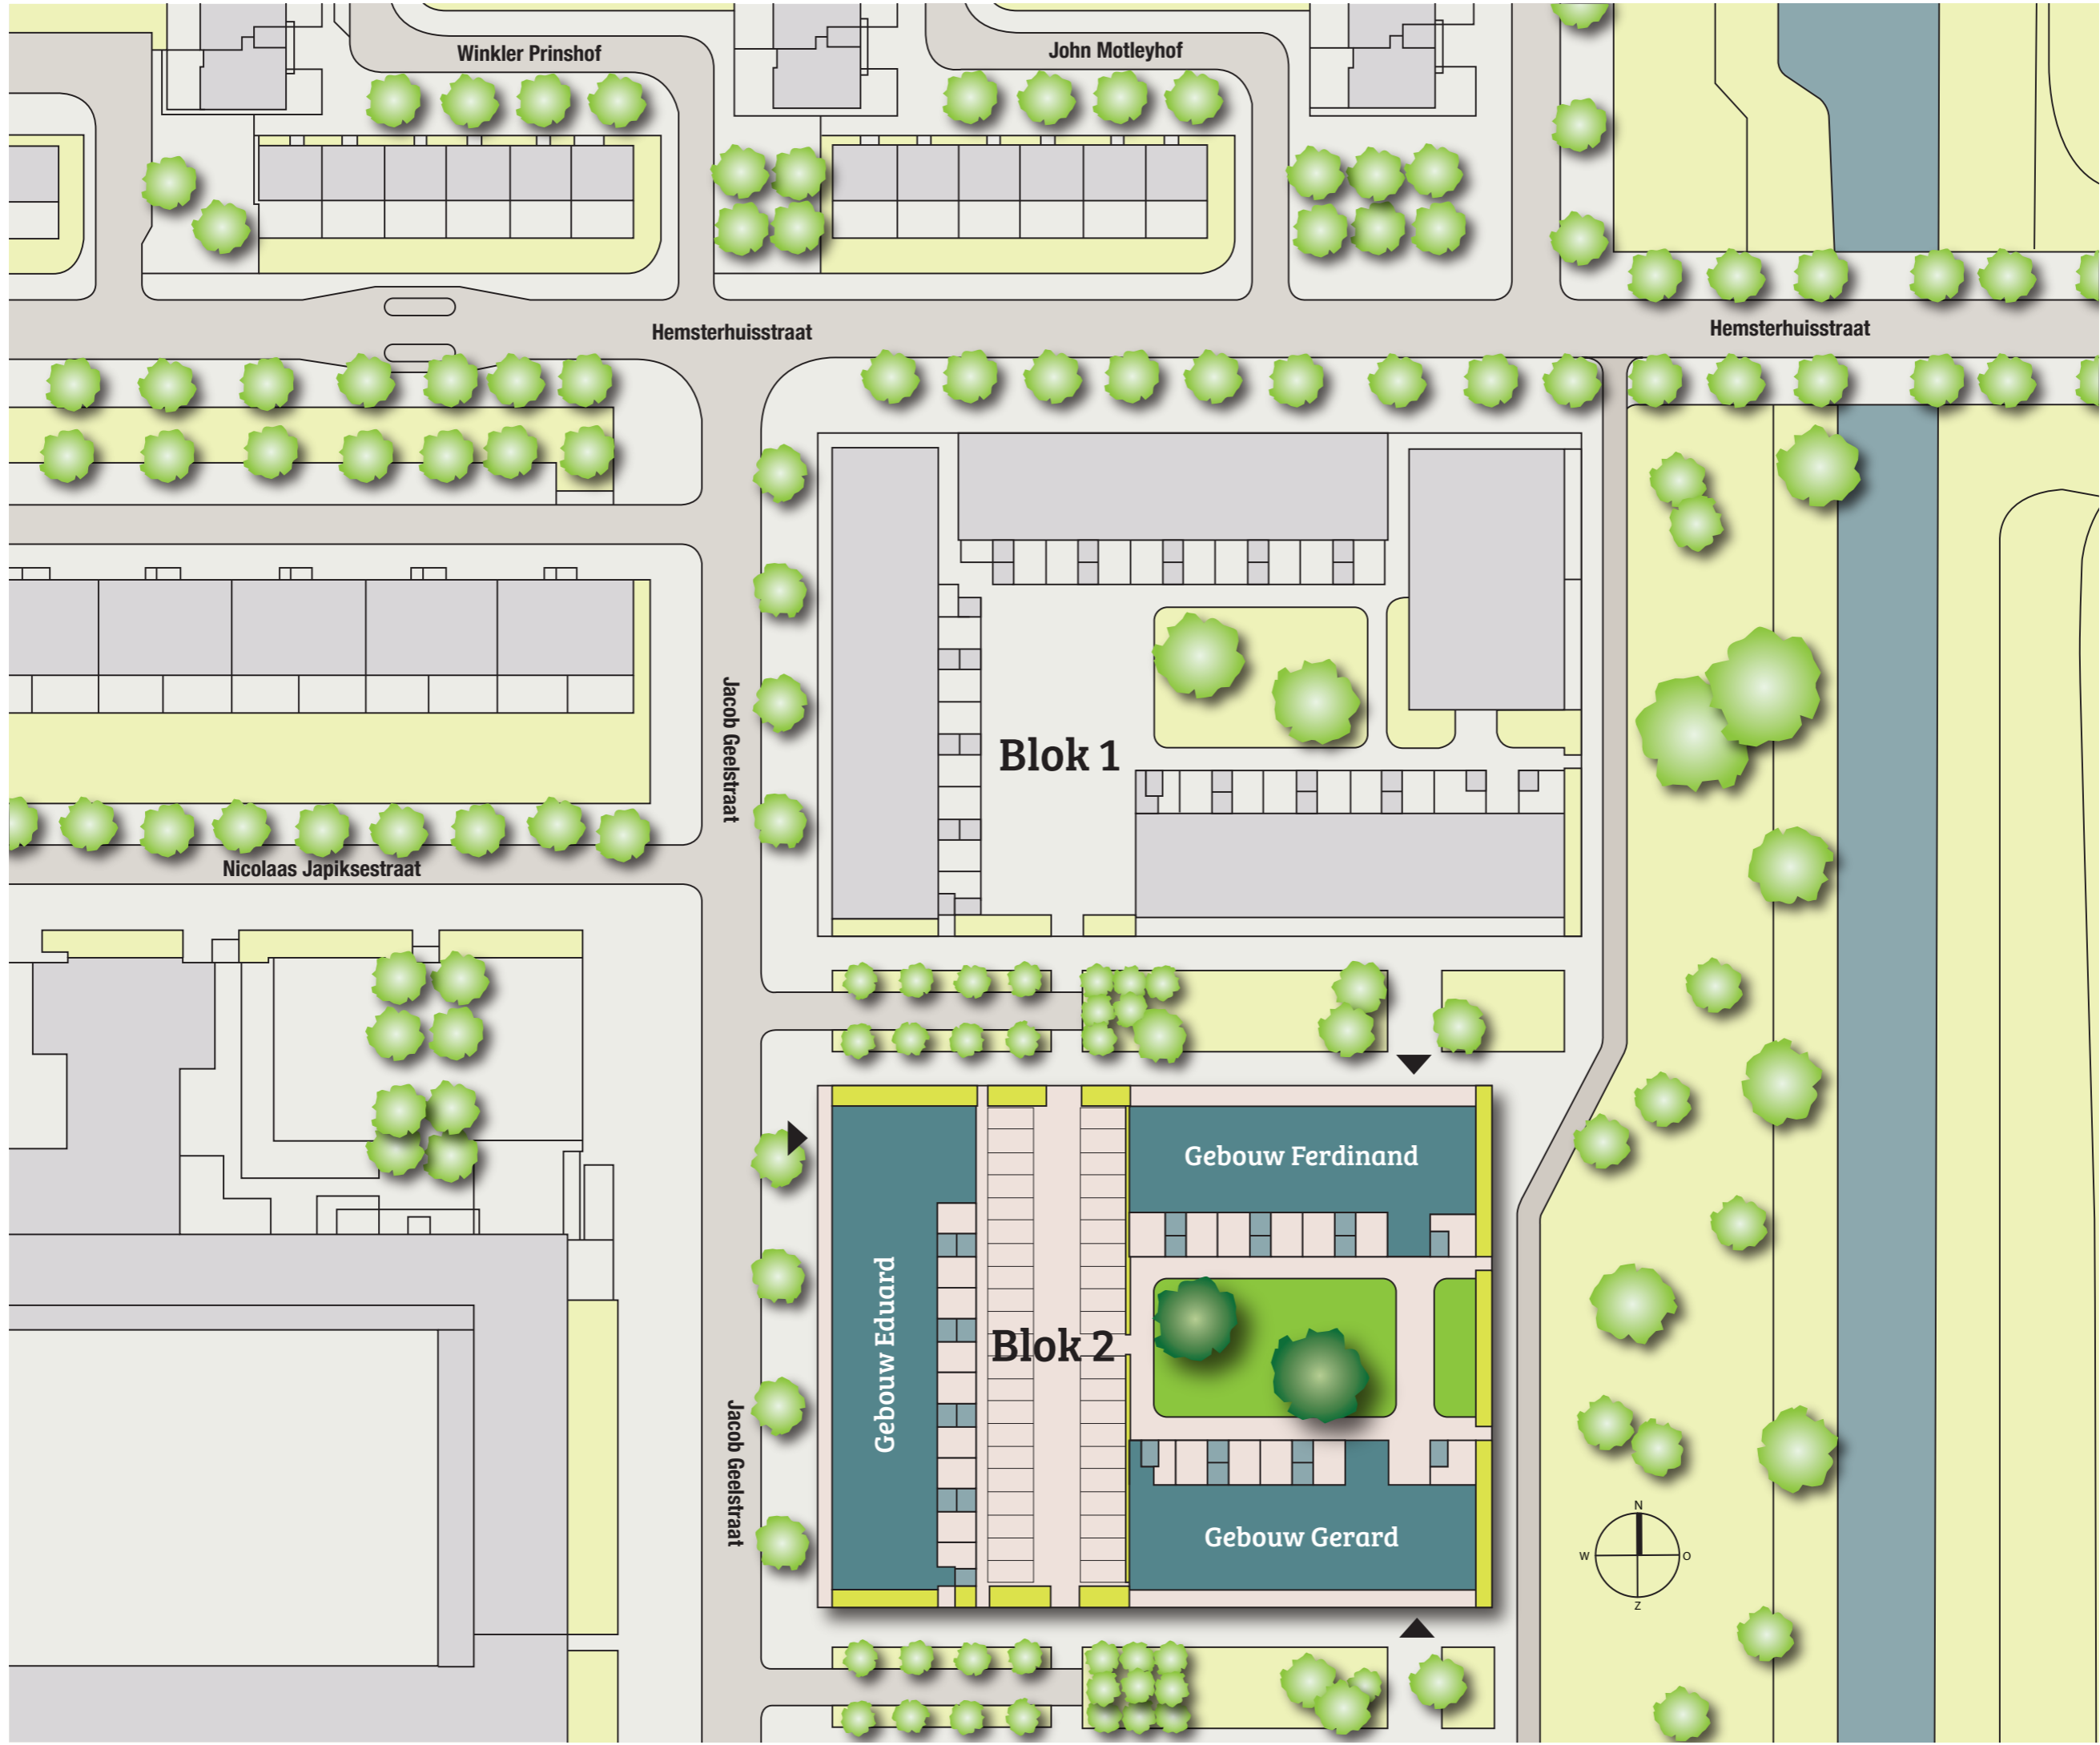 Winkler Prinshof
John Motleyhof
Hemsterhuisstraat
Hemsterhuisstraat
Jacob Geelstraat
Blok 1
Nicolaas Japiksestraat
Gebouw Ferdinand
Gebouw Eduard
Blok 2
Jacob Geelstraat
Gebouw Gerard
N
W
O
Z